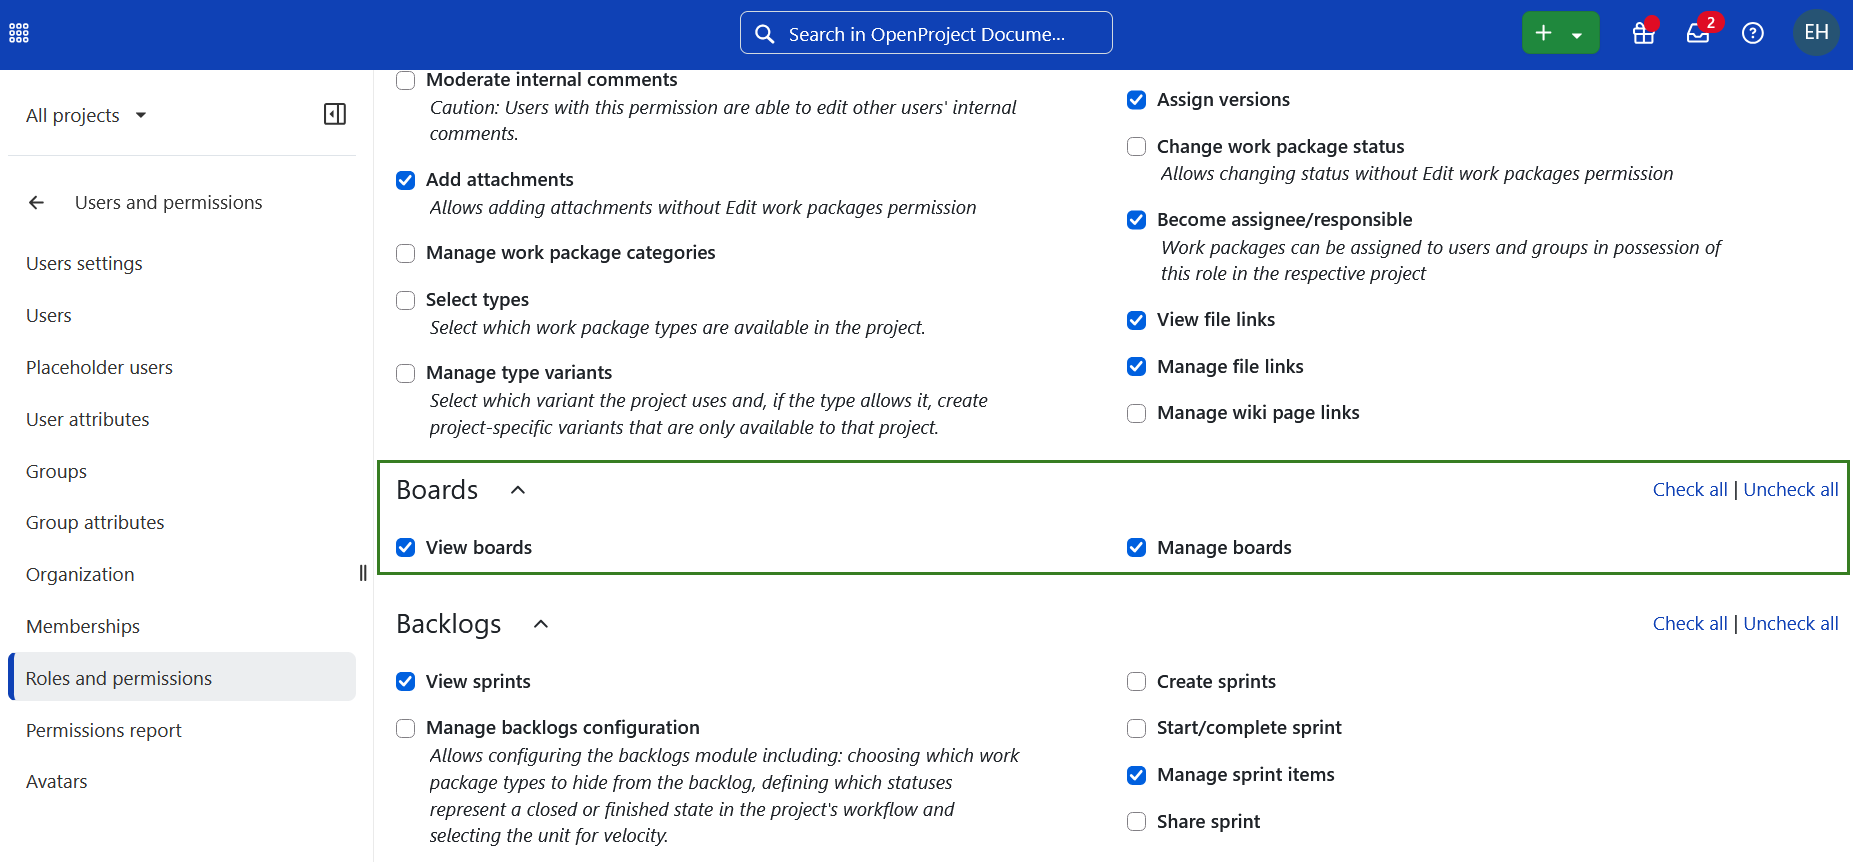 Search in OpenProject Docume...
2
EH
All projects
Users and permissions
Users settings
Users
Placeholder users
User attributes
Groups
Group attributes
Organization
Memberships
Roles and permissions
Permissions report
Avatars
Moderate internal comments
Caution: Users with this permission are able to edit other users' internal
comments.
Add attachments
Allows adding attachments without Edit work packages permission
Manage work package categories
Select types
Select which work package types are available in the project.
Manage type variants
Select which variant the project uses and, if the type allows it, create
project-specific variants that are only available to that project.
Assign versions
Change work package status
Allows changing status without Edit work packages permission
Become assignee/responsible
Work packages can be assigned to users and groups in possession of
this role in the respective project
View file links
Manage file links
Manage wiki page links
Boards
Check all | Uncheck all
View boards
Manage boards
Backlogs
Check all | Uncheck all
View sprints
Manage backlogs configuration
Allows configuring the backlogs module including: choosing which work
package types to hide from the backlog, defining which statuses
represent a closed or finished state in the project's workflow and
selecting the unit for velocity.
Create sprints
Start/complete sprint
Manage sprint items
Share sprint